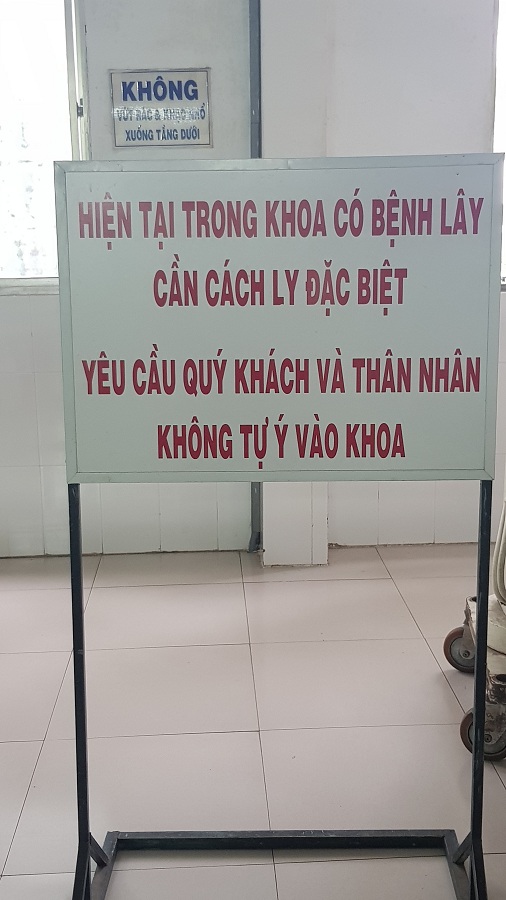 KHÔNG
VỨT RÁC & KHẠC NHỔ
XUỐNG TẦNG DƯỚI
HIỆN TẠI TRONG KHOA CÓ BỆNH LÂY
CẦN CÁCH LY ĐẶC BIỆT
YÊU CẦU QUÝ KHÁCH VÀ THÂN NHÂN
KHÔNG TỰ Ý VÀO KHOA